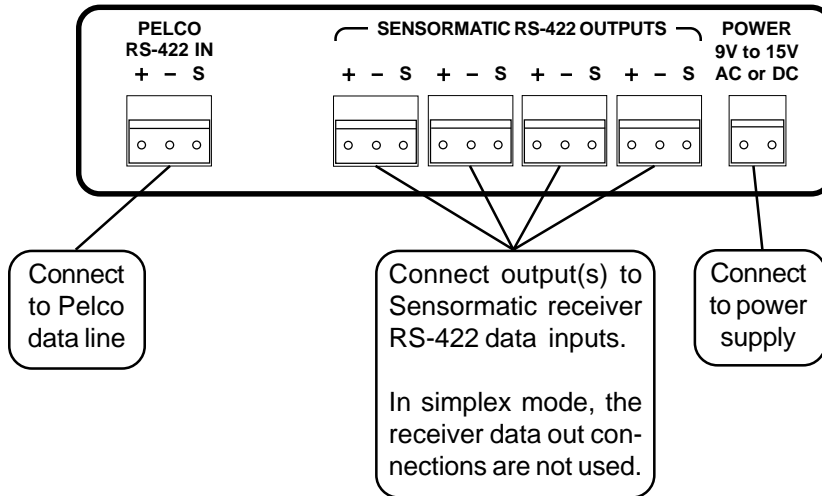 PELCO
RS-422 IN
+ – S
SENSORMATIC RS-422 OUTPUTS
+ – S + – S + – S + – S
POWER
9V to 15V
AC or DC
Connect
to Pelco
data line
Connect output(s) to
Sensormatic receiver
RS-422 data inputs.
In simplex mode, the
receiver data out con-
nections are not used.
Connect
to power
supply